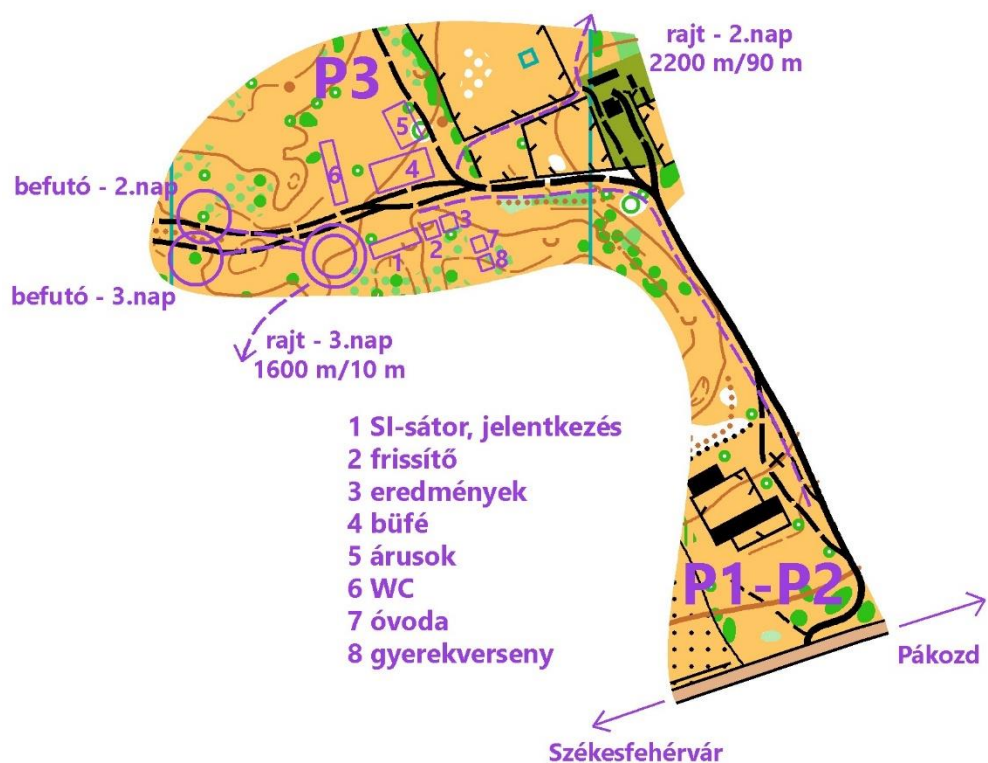 rajt - 2.nap
2200 m/90 m
P3
5
6
4
befutó - 2.nap
3
2
7
1
8
befutó - 3.nap
rajt - 3.nap
1600 m/10 m
1 SI-sátor, jelentkezés
2 frissítő
3 eredmények
4 büfé
5 árusok
6 WC
7 óvoda
8 gyerekverseny
P1-P2
Pákozd
Székesfehérvár